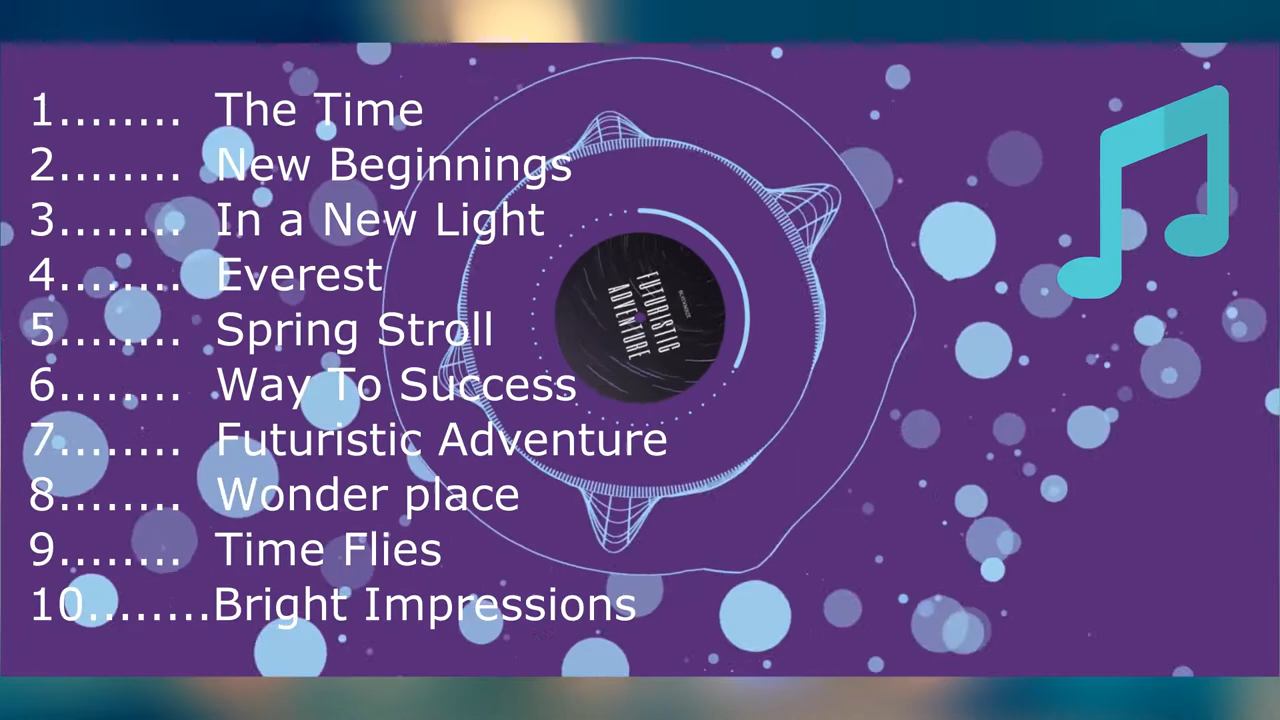 1........ The Time
2........ New Beginnings
3........ In a New Light
4........ Everest
5........ Spring Stroll
6........ Way To Success
7........ Futuristic Adventure
8........ Wonder place
9........ Time Flies
10........Bright Impressions
FUTURISTIC
ADVENTURE